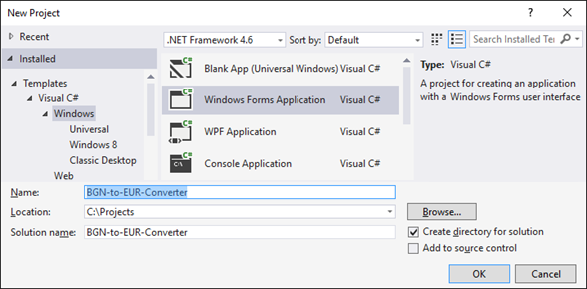 New Project
Recent
.NET Framework 4.6
Sort by:
Default
Search Installed Te
Installed
Templates
Visual C#
Windows
Universal
Windows 8
Classic Desktop
Web
C#
Blank App (Universal Windows)
Visual C#
C#
Windows Forms Application
Visual C#
C#
WPF Application
Visual C#
C#
Console Application
Visual C#
Type: Visual C#
A project for creating an application
with a Windows Forms user interface
Name:
BGN-to-EUR-Converter
Location:
C:\Projects
Browse...
Solution name:
BGN-to-EUR-Converter
Create directory for solution
Add to source control
OK
Cancel